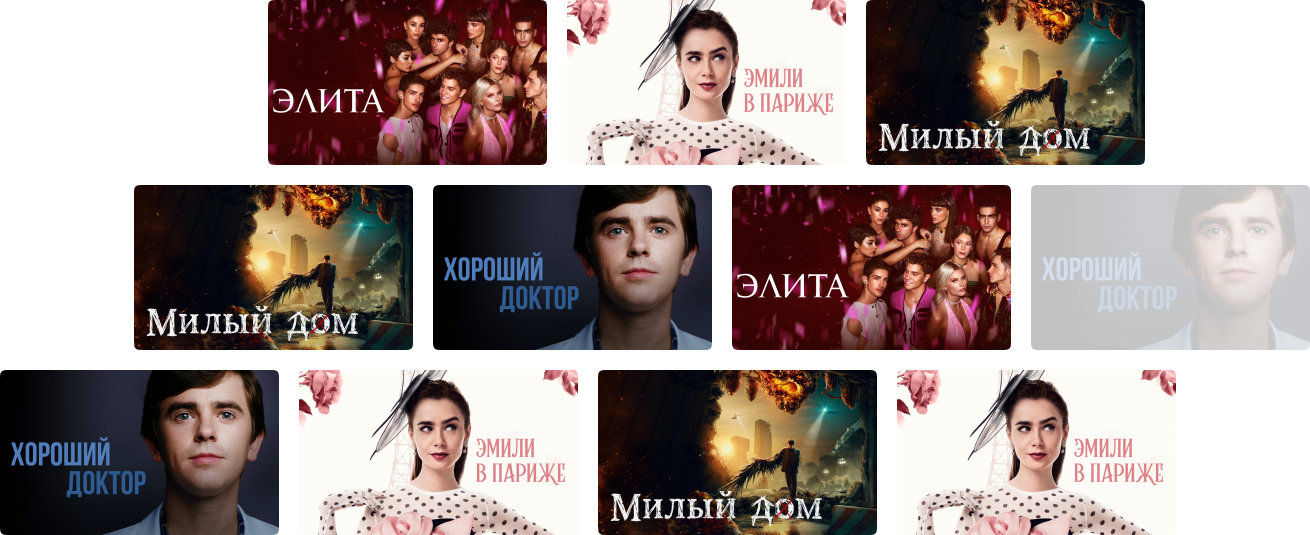 ЭЛИТА
ЭМИЛИ
В ПАРИЖЕ
Милый дом
Милый дом
ХОРОШИЙ
ДОКТОР
ЭЛИТА
ХОРОШИЙ
ДОКТОР
ХОРОШИЙ
ДОКТОР
ЭМИЛИ
В ПАРИЖЕ
Милый дом
ЭМИЛИ
В ПАРИЖЕ